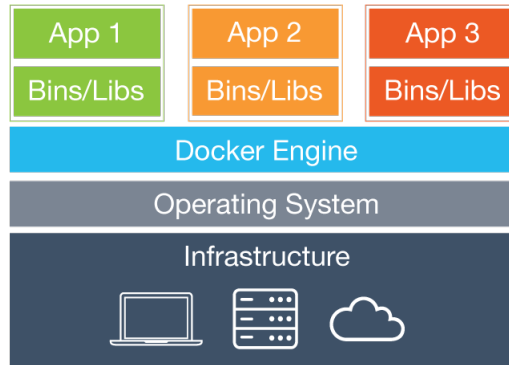 App 1
App 2
App 3
Bins/Libs
Bins/Libs
Bins/Libs
Docker Engine
Operating System
Infrastructure